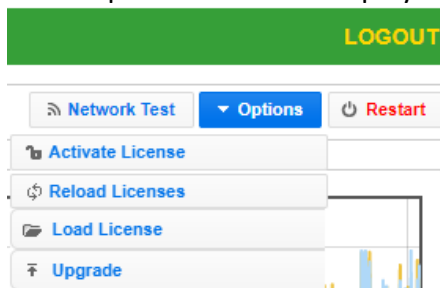 LOGOUT
Network Test Options Restart
Activate License
Reload Licenses
Load License
Upgrade